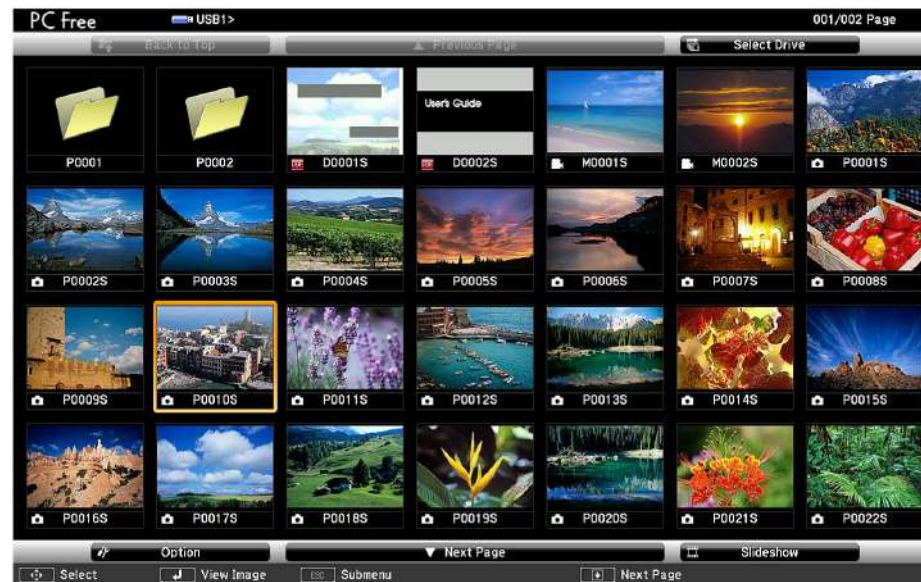 PC Free USB1> 001/002 Page
Back to Top ▲ Previous Page Select Drive
User's Guide
P0001 P0002 D0001S D0002S M0001S M0002S P0001S
P0002S P0003S P0004S P0005S P0006S P0007S P0008S
P0009S P0010S P0011S P0012S P0013S P0014S P0015S
P0016S P0017S P0018S P0019S P0020S P0021S P0022S
Option ▼ Next Page Slideshow
Select View Image ESC Submenu Next Page